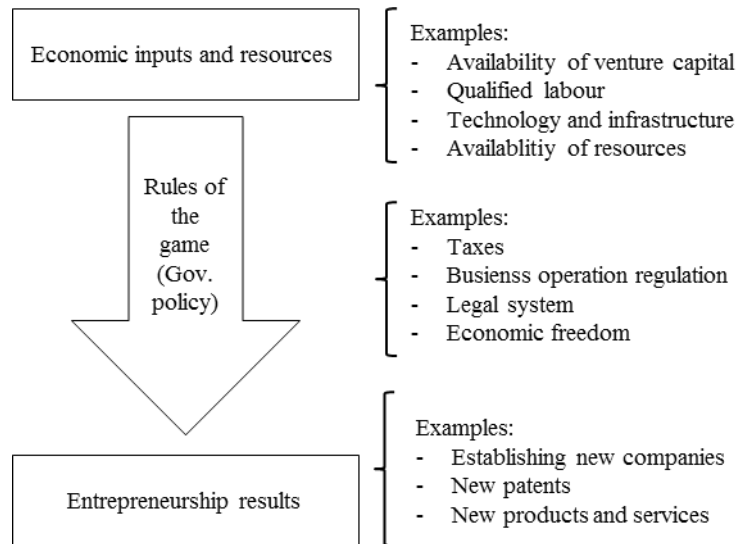 Economic inputs and resources
Examples:
- Availability of venture capital
- Qualified labour
- Technology and infrastructure
- Availablitiy of resources
Rules of
the
game
(Gov.
policy)
Examples:
- Taxes
- Busienss operation regulation
- Legal system
- Economic freedom
Entrepreneurship results
Examples:
- Establishing new companies
- New patents
- New products and services